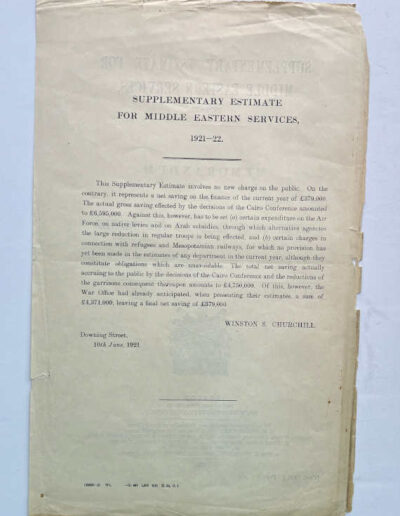 SUPPLEMENTARY ESTIMATE
FOR MIDDLE EASTERN SERVICES,
1921–22.
This Supplementary Estimate involves no new charge on the public. On the
contrary, it represents a net saving on the finance of the current year of £379,000
The actual gross saving effected by the decisions of the Cairo Conference amounted
to £6,595,000. Against this, however, has to be set (a) certain expenditure on the Air
Force, on native levies and on Arab subsidies, through which alternative agencies
the large reduction in regular troops is being effected, and (b) certain charges in
connection with refugees and Mesopotamian railways, for which no provision has
yet been made in the estimates of any department in the current year, although they
constitute obligations which are unavoidable. The total net saving actually
accruing to the public by the decisions of the Cairo Conference and the reductions of
the garrisons consequent thereupon amounts to £4,750,000. Of this, however, the
War Office had already anticipated, when presenting their estimates, a sum of
£4,371,000, leaving a final net saving of £379,000
WINSTON S. CHURCHILL.
Downing Street,
10th June, 1921